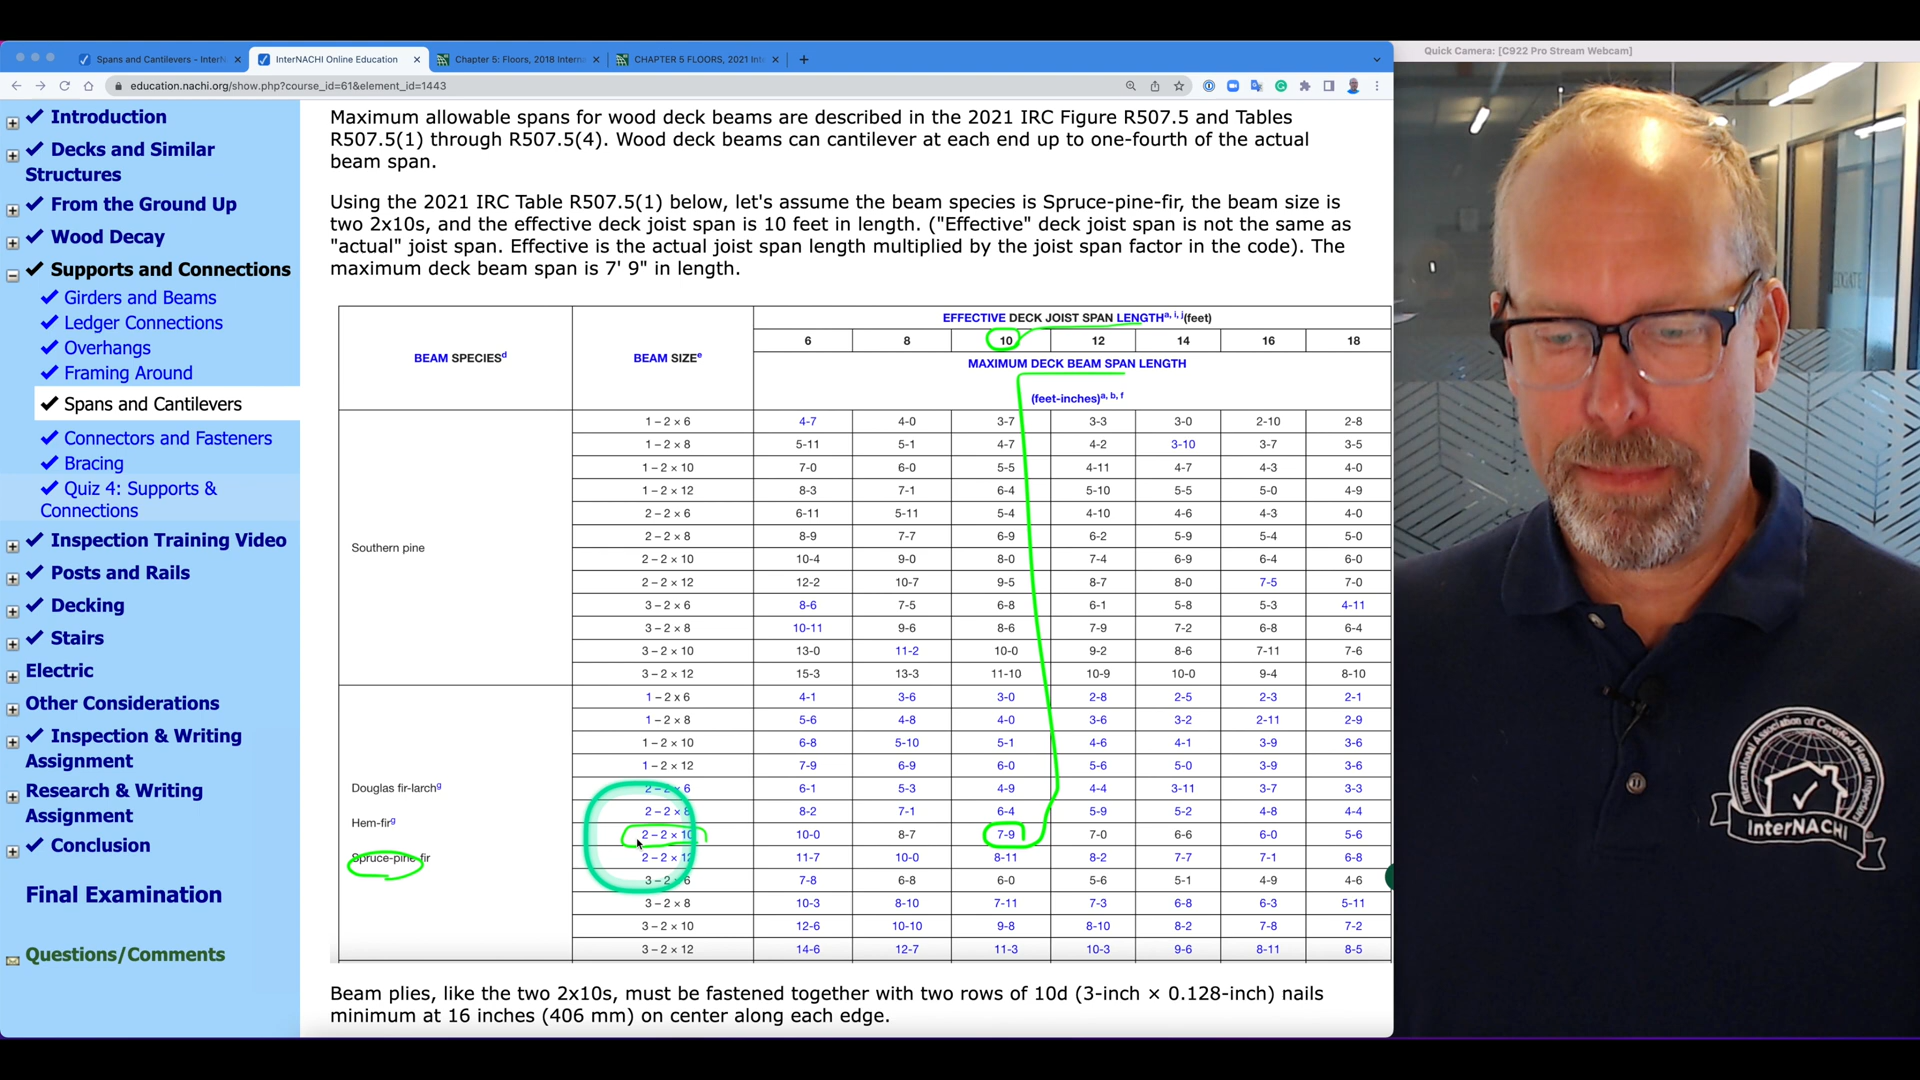 Quick Camera: [C922 Pro Stream Webcam]
Spans and Cantilevers - InterN
InterNACHI Online Education
Chapter 5: Floors, 2018 Interna
CHAPTER 5 FLOORS, 2021 Inte
education.nachi.org/show.php?course_id=61&element_id=1443
Introduction
Decks and Similar
Structures
From the Ground Up
Wood Decay
Supports and Connections
Girders and Beams
Ledger Connections
Overhangs
Framing Around
Spans and Cantilevers
Connectors and Fasteners
Bracing
Quiz 4: Supports &
Connections
Inspection Training Video
Posts and Rails
Decking
Stairs
Electric
Other Considerations
Inspection & Writing
Assignment
Research & Writing
Assignment
Conclusion
Final Examination
Questions/Comments
Maximum allowable spans for wood deck beams are described in the 2021 IRC Figure R507.5 and Tables
R507.5(1) through R507.5(4). Wood deck beams can cantilever at each end up to one-fourth of the actual
beam span.
Using the 2021 IRC Table R507.5(1) below, let's assume the beam species is Spruce-pine-fir, the beam size is
two 2x10s, and the effective deck joist span is 10 feet in length. ("Effective" deck joist span is not the same as
"actual" joist span. Effective is the actual joist span length multiplied by the joist span factor in the code). The
maximum deck beam span is 7' 9" in length.
BEAM SPECIESd BEAM SIZEe EFFECTIVE DECK JOIST SPAN LENGTHa, i, j(feet)
6 8 10 12 14 16 18
MAXIMUM DECK BEAM SPAN LENGTH
(feet-inches)a, b, f
1 – 2 × 6 4-7 4-0 3-7 3-3 3-0 2-10 2-8
1 – 2 × 8 5-11 5-1 4-7 4-2 3-10 3-7 3-5
1 – 2 × 10 7-0 6-0 5-5 4-11 4-7 4-3 4-0
1 – 2 × 12 8-3 7-1 6-4 5-10 5-5 5-0 4-9
2 – 2 × 6 6-11 5-11 5-4 4-10 4-6 4-3 4-0
2 – 2 × 8 8-9 7-7 6-9 6-2 5-9 5-4 5-0
Southern pine
2 – 2 × 10 10-4 9-0 8-0 7-4 6-9 6-4 6-0
2 – 2 × 12 12-2 10-7 9-5 8-7 8-0 7-5 7-0
3 – 2 × 6 8-6 7-5 6-8 6-1 5-8 5-3 4-11
3 – 2 × 8 10-11 9-6 8-6 7-9 7-2 6-8 6-4
3 – 2 × 10 13-0 11-2 10-0 9-2 8-6 7-11 7-6
3 – 2 × 12 15-3 13-3 11-10 10-9 10-0 9-4 8-10
1 – 2 x 6 4-1 3-6 3-0 2-8 2-5 2-3 2-1
1 – 2 × 8 5-6 4-8 4-0 3-6 3-2 2-11 2-9
1 – 2 × 10 6-8 5-10 5-1 4-6 4-1 3-9 3-6
1 – 2 × 12 7-9 6-9 6-0 5-6 5-0 3-9 3-6
Douglas fir-larchg 2 – 2 × 6 6-1 5-3 4-9 4-4 3-11 3-7 3-3
2 – 2 × 8 8-2 7-1 6-4 5-9 5-2 4-8 4-4
Hem-firg
2 – 2 × 10 10-0 8-7 7-9 7-0 6-6 6-0 5-6
Spruce-pine-fir 2 – 2 × 12 11-7 10-0 8-11 8-2 7-7 7-1 6-8
3 – 2 × 6 7-8 6-8 6-0 5-6 5-1 4-9 4-6
3 – 2 × 8 10-3 8-10 7-11 7-3 6-8 6-3 5-11
3 – 2 × 10 12-6 10-10 9-8 8-10 8-2 7-8 7-2
3 – 2 × 12 14-6 12-7 11-3 10-3 9-6 8-11 8-5
Beam plies, like the two 2x10s, must be fastened together with two rows of 10d (3-inch × 0.128-inch) nails
minimum at 16 inches (406 mm) on center along each edge.
International Association of Certified Home Inspectors
InterNACHI